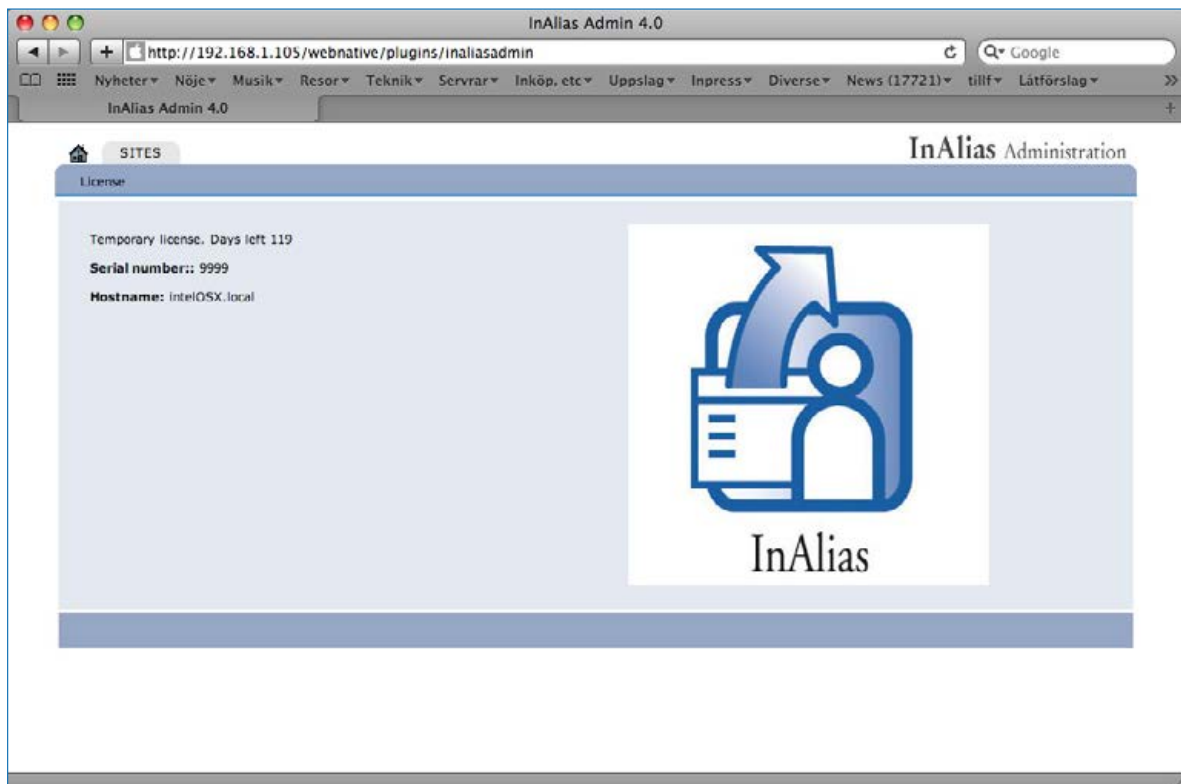 InAlias Admin 4.0
http://192.168.1.105/webnative/plugins/inaliasadmin
Google
Nyheter Nöje Musik Resor Teknik Servrar Inköp, etc Uppslag Inpress Diverse News (17721) tillf Låtförslag
InAlias Admin 4.0
SITES
InAlias Administration
License
Temporary license. Days left 119
Serial number:: 9999
Hostname: intelOSX.local
InAlias